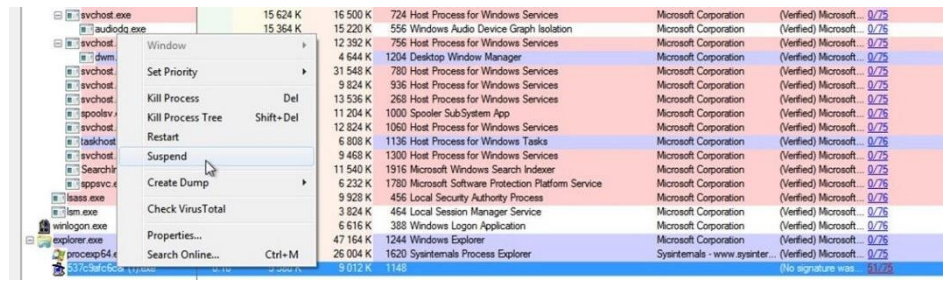 svchost.exe 15 624 K 16 500 K 724 Host Process for Windows Services Microsoft Corporation (Verified) Microsoft... 0/75
audiodg.exe 15 364 K 15 220 K 556 Windows Audio Device Graph Isolation Microsoft Corporation (Verified) Microsoft... 0/76
svchost. 12 392 K 756 Host Process for Windows Services Microsoft Corporation (Verified) Microsoft... 0/75
dwm. 4 644 K 1204 Desktop Window Manager Microsoft Corporation (Verified) Microsoft... 0/76
svchost. 31 548 K 780 Host Process for Windows Services Microsoft Corporation (Verified) Microsoft... 0/75
svchost. 9 824 K 936 Host Process for Windows Services Microsoft Corporation (Verified) Microsoft... 0/75
svchost. 13 536 K 268 Host Process for Windows Services Microsoft Corporation (Verified) Microsoft... 0/75
spoolsv. 11 204 K 1000 Spooler SubSystem App Microsoft Corporation (Verified) Microsoft... 0/76
svchost. 12 824 K 1060 Host Process for Windows Services Microsoft Corporation (Verified) Microsoft... 0/75
taskhost 6 808 K 1136 Host Process for Windows Tasks Microsoft Corporation (Verified) Microsoft... 0/76
svchost. 9 468 K 1300 Host Process for Windows Services Microsoft Corporation (Verified) Microsoft... 0/75
SearchIn 11 540 K 1916 Microsoft Windows Search Indexer Microsoft Corporation (Verified) Microsoft... 0/76
sppsvc.e 6 232 K 1780 Microsoft Software Protection Platform Service Microsoft Corporation (Verified) Microsoft... 0/76
lsass.exe 9 928 K 456 Local Security Authority Process Microsoft Corporation (Verified) Microsoft... 0/76
lsm.exe 3 824 K 464 Local Session Manager Service Microsoft Corporation (Verified) Microsoft... 0/76
winlogon.exe 6 616 K 388 Windows Logon Application Microsoft Corporation (Verified) Microsoft... 0/76
explorer.exe 47 164 K 1244 Windows Explorer Microsoft Corporation (Verified) Microsoft... 0/76
procexp64.e 26 004 K 1620 Sysinternals Process Explorer Sysinternals - www.sysinter... (Verified) Microsoft... 0/76
9 012 K 1148 (No signature was... 51/75
Window
Set Priority
Kill Process Del
Kill Process Tree Shift+Del
Restart
Suspend
Create Dump
Check VirusTotal
Properties...
Search Online... Ctrl+M